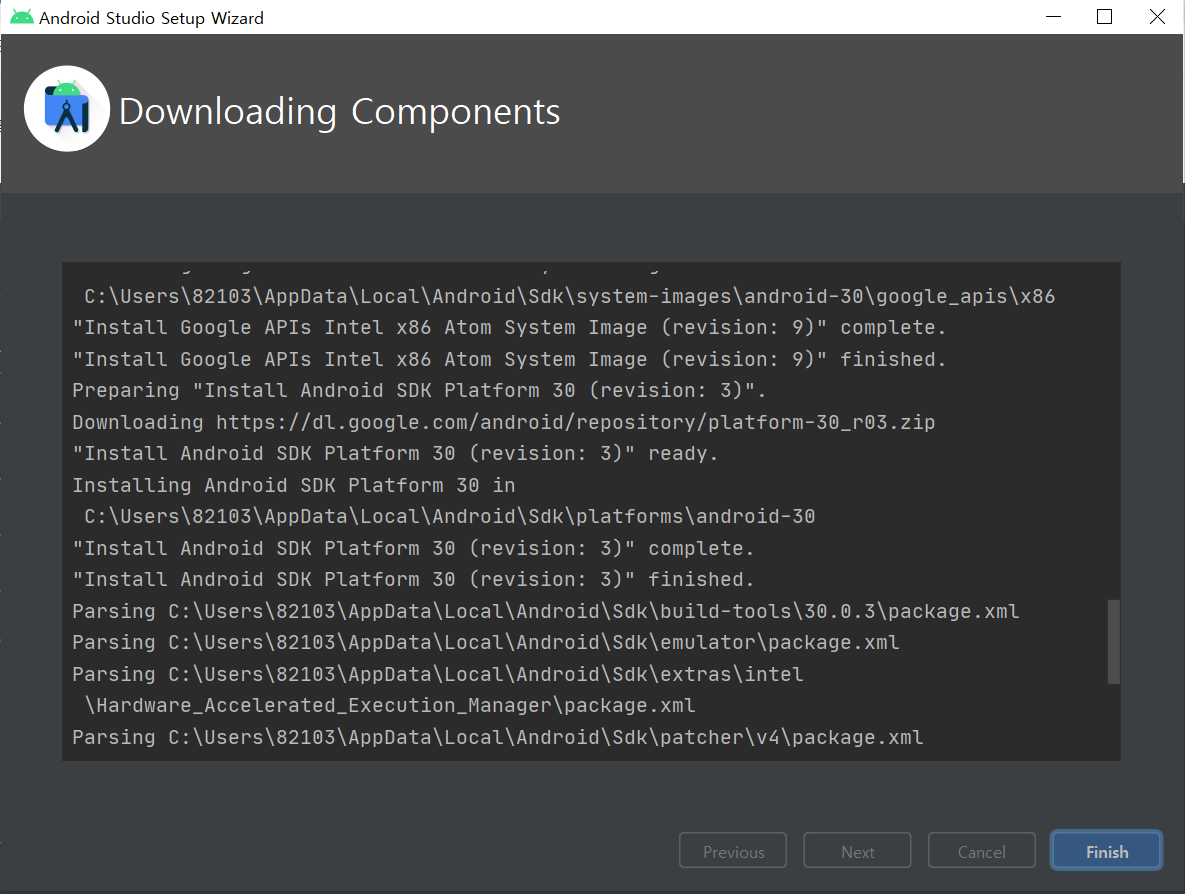 Android Studio Setup Wizard
Downloading Components
C:\Users\82103\AppData\Local\Android\Sdk\system-images\android-30\google_apis\x86
"Install Google APIs Intel x86 Atom System Image (revision: 9)" complete.
"Install Google APIs Intel x86 Atom System Image (revision: 9)" finished.
Preparing "Install Android SDK Platform 30 (revision: 3)".
Downloading https://dl.google.com/android/repository/platform-30_r03.zip
"Install Android SDK Platform 30 (revision: 3)" ready.
Installing Android SDK Platform 30 in
C:\Users\82103\AppData\Local\Android\Sdk\platforms\android-30
"Install Android SDK Platform 30 (revision: 3)" complete.
"Install Android SDK Platform 30 (revision: 3)" finished.
Parsing C:\Users\82103\AppData\Local\Android\Sdk\build-tools\30.0.3\package.xml
Parsing C:\Users\82103\AppData\Local\Android\Sdk\emulator\package.xml
Parsing C:\Users\82103\AppData\Local\Android\Sdk\extras\intel
\Hardware_Accelerated_Execution_Manager\package.xml
Parsing C:\Users\82103\AppData\Local\Android\Sdk\patcher\v4\package.xml
Previous Next Cancel Finish